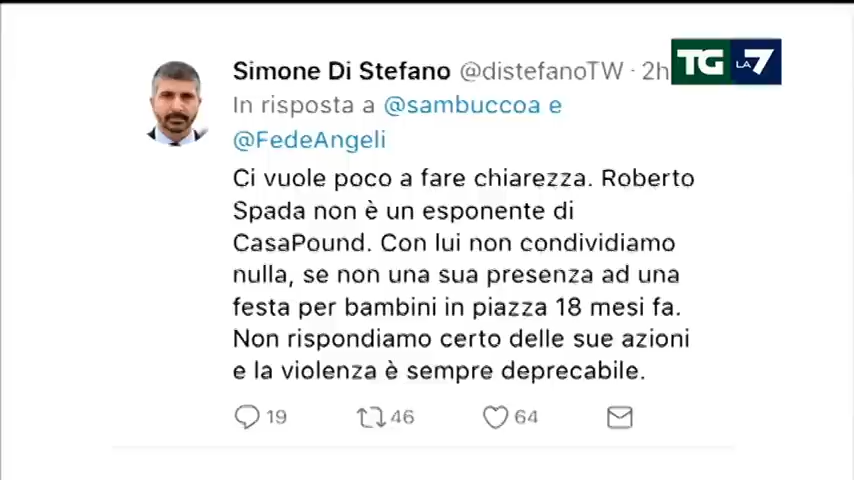 Simone Di Stefano @distefanoTW · 2h
TG LA 7
In risposta a @sambuccoa e
@FedeAngeli
Ci vuole poco a fare chiarezza. Roberto
Spada non è un esponente di
CasaPound. Con lui non condividiamo
nulla, se non una sua presenza ad una
festa per bambini in piazza 18 mesi fa.
Non rispondiamo certo delle sue azioni
e la violenza è sempre deprecabile.
19 46 64